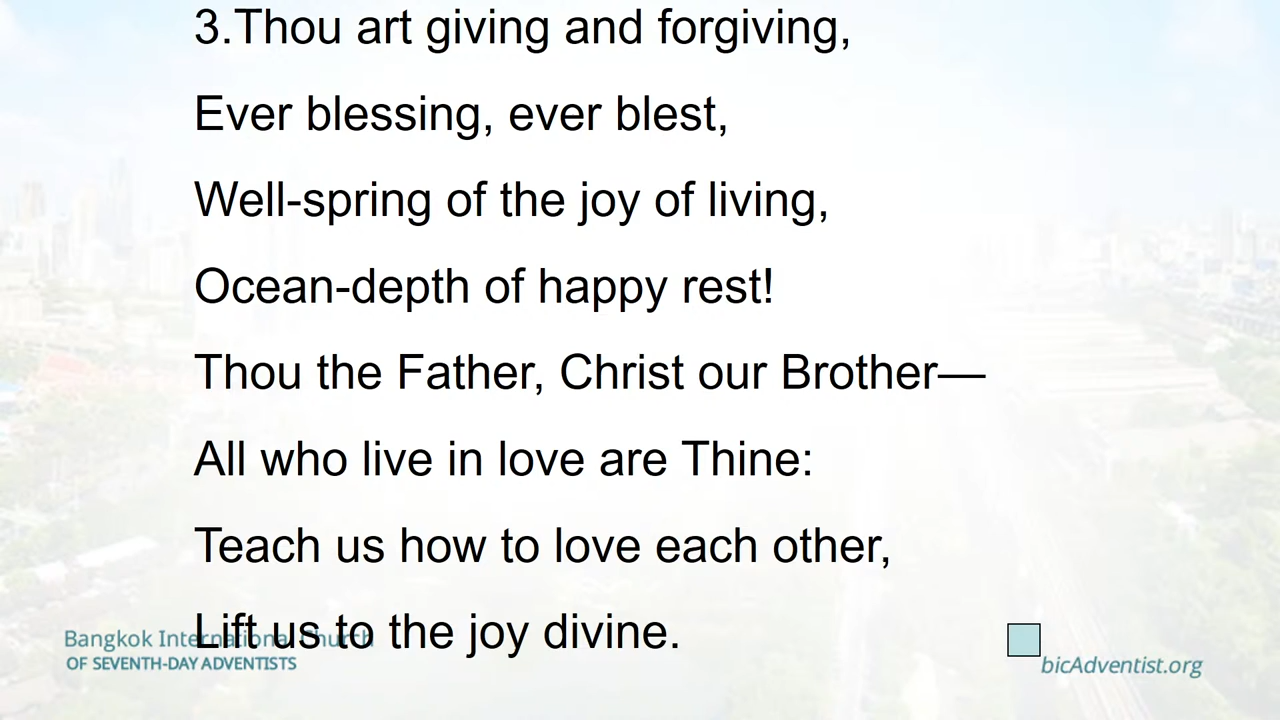 3.Thou art giving and forgiving,
Ever blessing, ever blest,
Well-spring of the joy of living,
Ocean-depth of happy rest!
Thou the Father, Christ our Brother—
All who live in love are Thine:
Teach us how to love each other,
Lift us to the joy divine.
Bangkok International Church
OF SEVENTH-DAY ADVENTISTS
bicAdventist.org